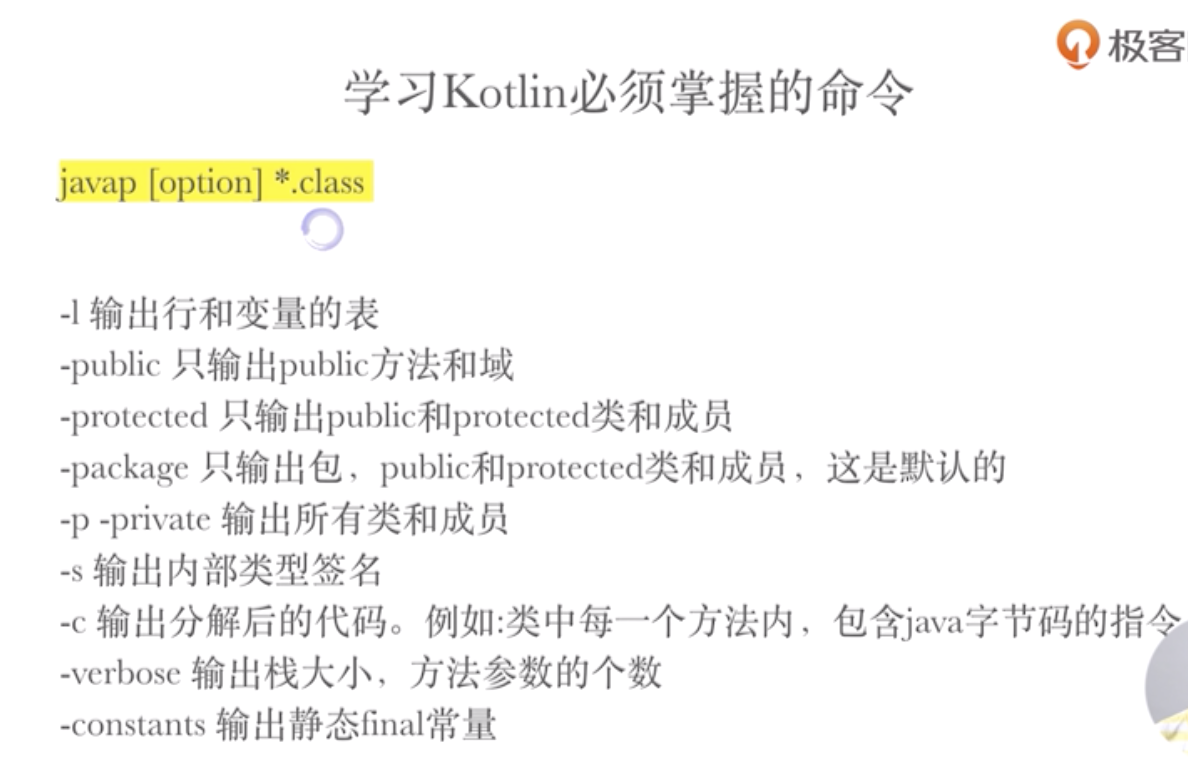 极客
学习Kotlin必须掌握的命令
javap [option] *.class
-l 输出行和变量的表
-public 只输出public方法和域
-protected 只输出public和protected类和成员
-package 只输出包，public和protected类和成员，这是默认的
-p -private 输出所有类和成员
-s 输出内部类型签名
-c 输出分解后的代码。例如:类中每一个方法内，包含java字节码的指令
-verbose 输出栈大小，方法参数的个数
-constants 输出静态final常量